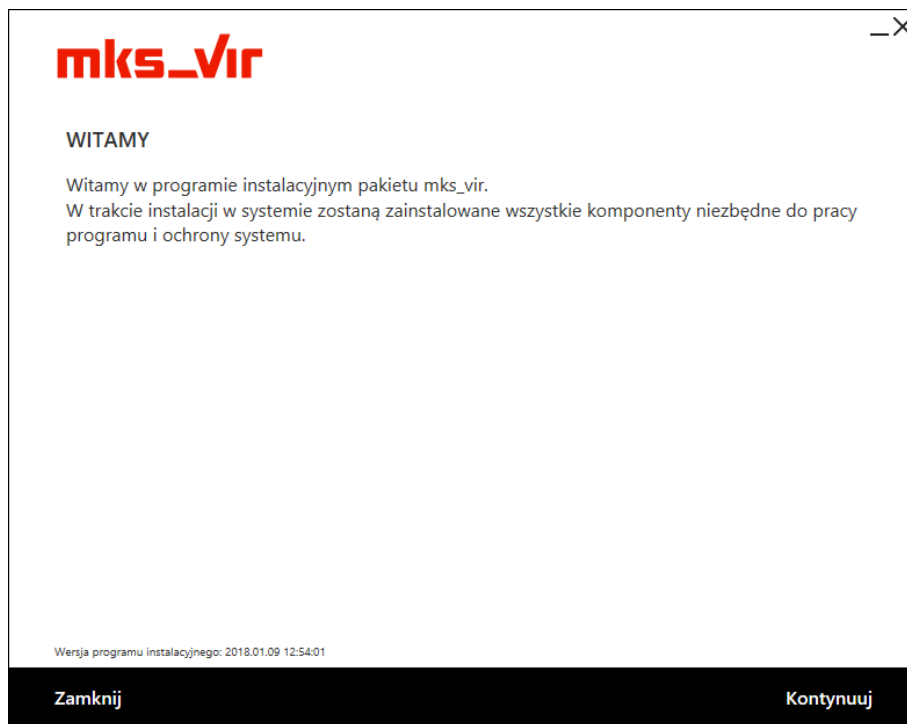 mks_vir
WITAMY
Witamy w programie instalacyjnym pakietu mks_vir.
W trakcie instalacji w systemie zostaną zainstalowane wszystkie komponenty niezbędne do pracy
programu i ochrony systemu.
Wersja programu instalacyjnego: 2018.01.09 12:54:01
Zamknij
Kontynuuj